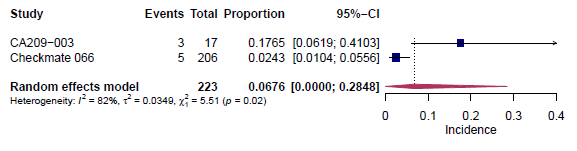 Study Events Total Proportion 95%−CI
CA209−003 3 17 0.1765 [0.0619; 0.4103]
Checkmate 066 5 206 0.0243 [0.0104; 0.0556]
Random effects model 223 0.0676 [0.0000; 0.2848]
Heterogeneity: I² = 82%, τ² = 0.0349, χ²₁ = 5.51 (p = 0.02)
0 0.1 0.2 0.3 0.4
Incidence